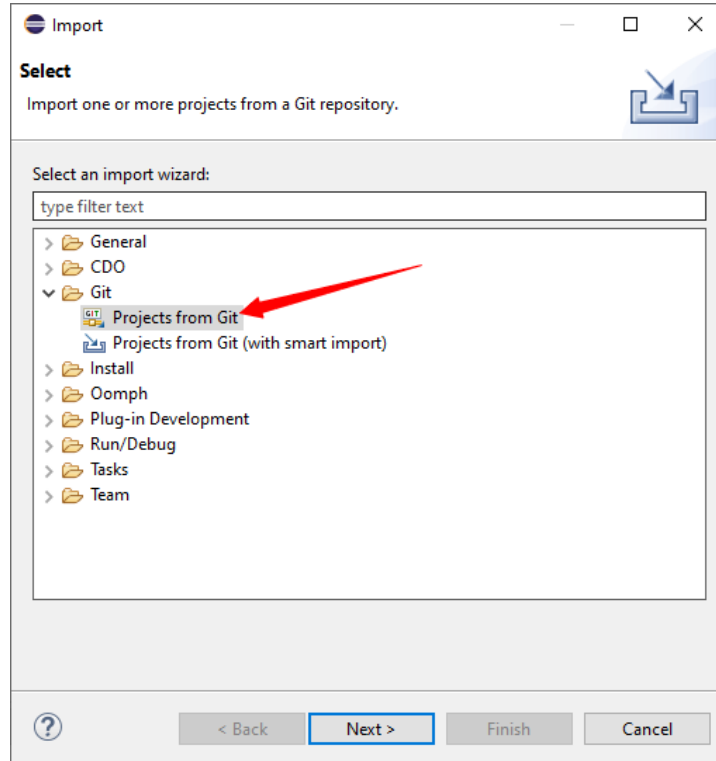 Import
Select
Import one or more projects from a Git repository.
Select an import wizard:
type filter text
General
CDO
Git
GIT
Projects from Git
Projects from Git (with smart import)
Install
Oomph
Plug-in Development
Run/Debug
Tasks
Team
?
< Back
Next >
Finish
Cancel